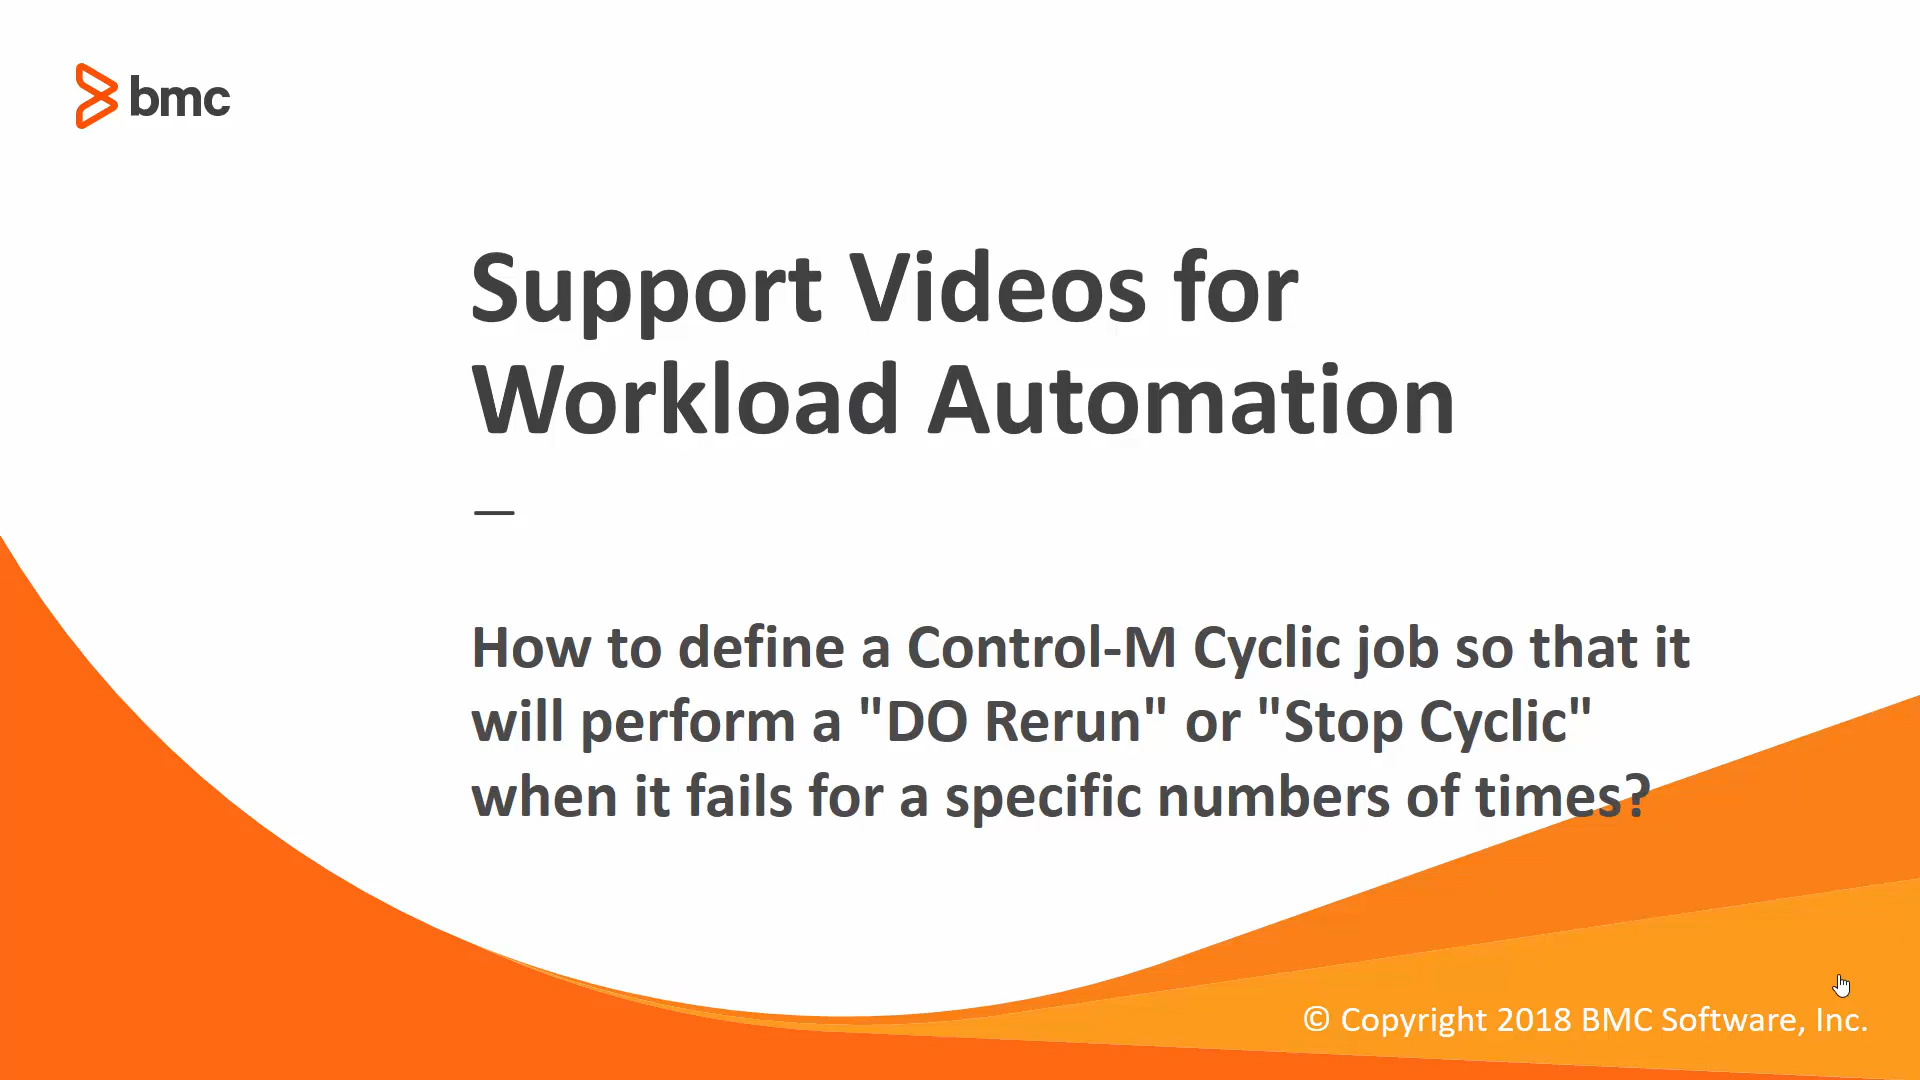 bmc
Support Videos for
Workload Automation
How to define a Control-M Cyclic job so that it
will perform a "DO Rerun" or "Stop Cyclic"
when it fails for a specific numbers of times?
© Copyright 2018 BMC Software, Inc.